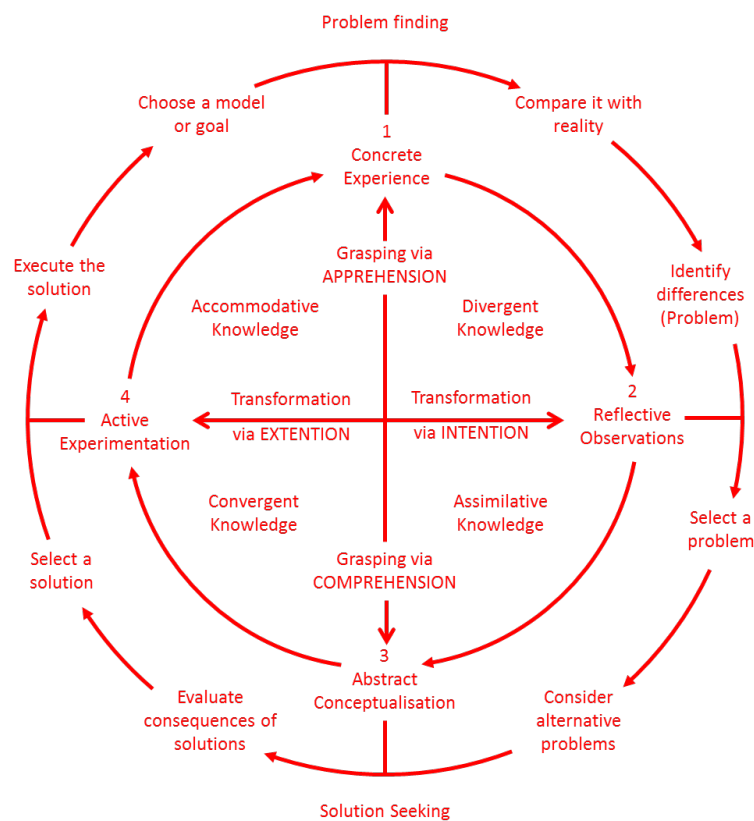 Problem finding
Choose a model
or goal
Compare it with
reality
1
Concrete
Experience
Execute the
solution
Grasping via
APPREHENSION
Identify
differences
(Problem)
Accommodative
Knowledge
Divergent
Knowledge
4
Active
Experimentation
Transformation
via EXTENTION
Transformation
via INTENTION
2
Reflective
Observations
Convergent
Knowledge
Assimilative
Knowledge
Select a
problem
Select a
solution
Grasping via
COMPREHENSION
3
Abstract
Conceptualisation
Evaluate
consequences of
solutions
Consider
alternative
problems
Solution Seeking